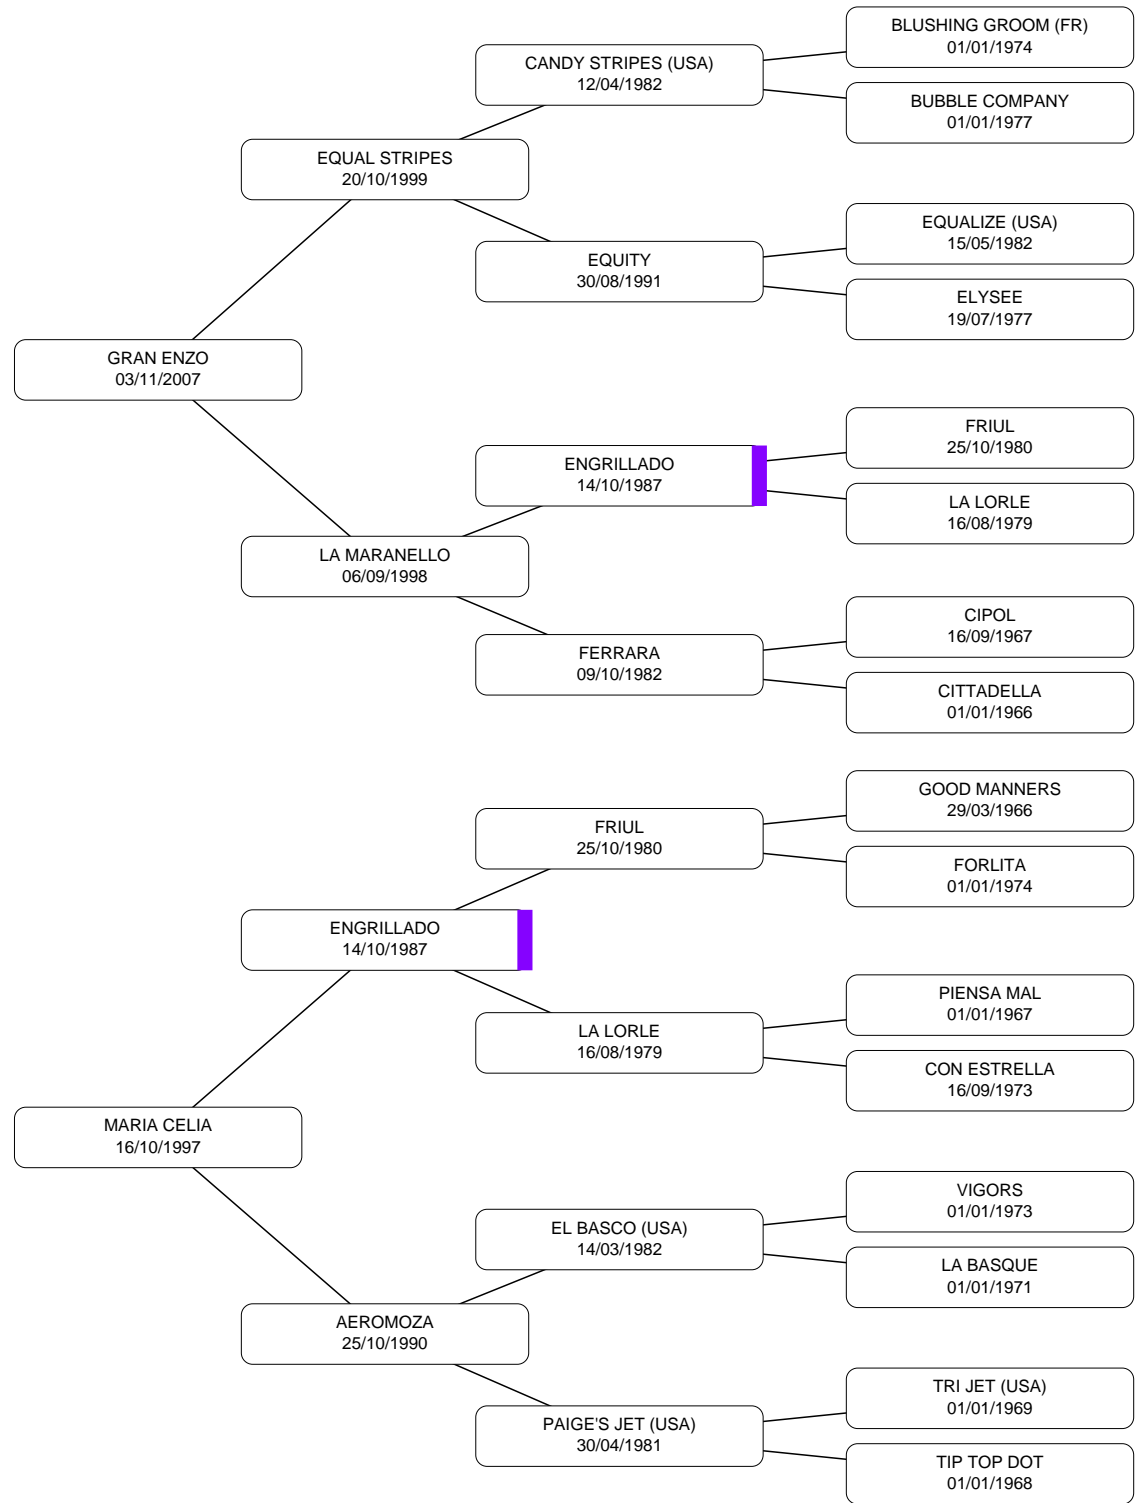 BLUSHING GROOM (FR)
01/01/1974
CANDY STRIPES (USA)
12/04/1982
BUBBLE COMPANY
01/01/1977
EQUAL STRIPES
20/10/1999
EQUALIZE (USA)
15/05/1982
EQUITY
30/08/1991
ELYSEE
19/07/1977
GRAN ENZO
03/11/2007
FRIUL
25/10/1980
ENGRILLADO
14/10/1987
LA LORLE
16/08/1979
LA MARANELLO
06/09/1998
CIPOL
16/09/1967
FERRARA
09/10/1982
CITTADELLA
01/01/1966
GOOD MANNERS
29/03/1966
FRIUL
25/10/1980
FORLITA
01/01/1974
ENGRILLADO
14/10/1987
PIENSA MAL
01/01/1967
LA LORLE
16/08/1979
CON ESTRELLA
16/09/1973
MARIA CELIA
16/10/1997
VIGORS
01/01/1973
EL BASCO (USA)
14/03/1982
LA BASQUE
01/01/1971
AEROMOZA
25/10/1990
TRI JET (USA)
01/01/1969
PAIGE'S JET (USA)
30/04/1981
TIP TOP DOT
01/01/1968